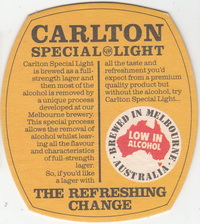 CARLTON
SPECIAL LIGHT
Carlton Special Light
is brewed as a full-
strength lager and
then most of the
alcohol is removed by
a unique process
developed at our
Melbourne brewery.
This special process
allows the removal of
alcohol whilst leav-
ing all the flavour
and characteristics
of full-strength
lager.
So, if you'd like
a lager with
all the taste and
refreshment you'd
expect from a premium
quality product but
without the alcohol, try
Carlton Special Light...
BREWED IN MELBOURNE
LOW IN
ALCOHOL
AUSTRALIA
THE REFRESHING
CHANGE